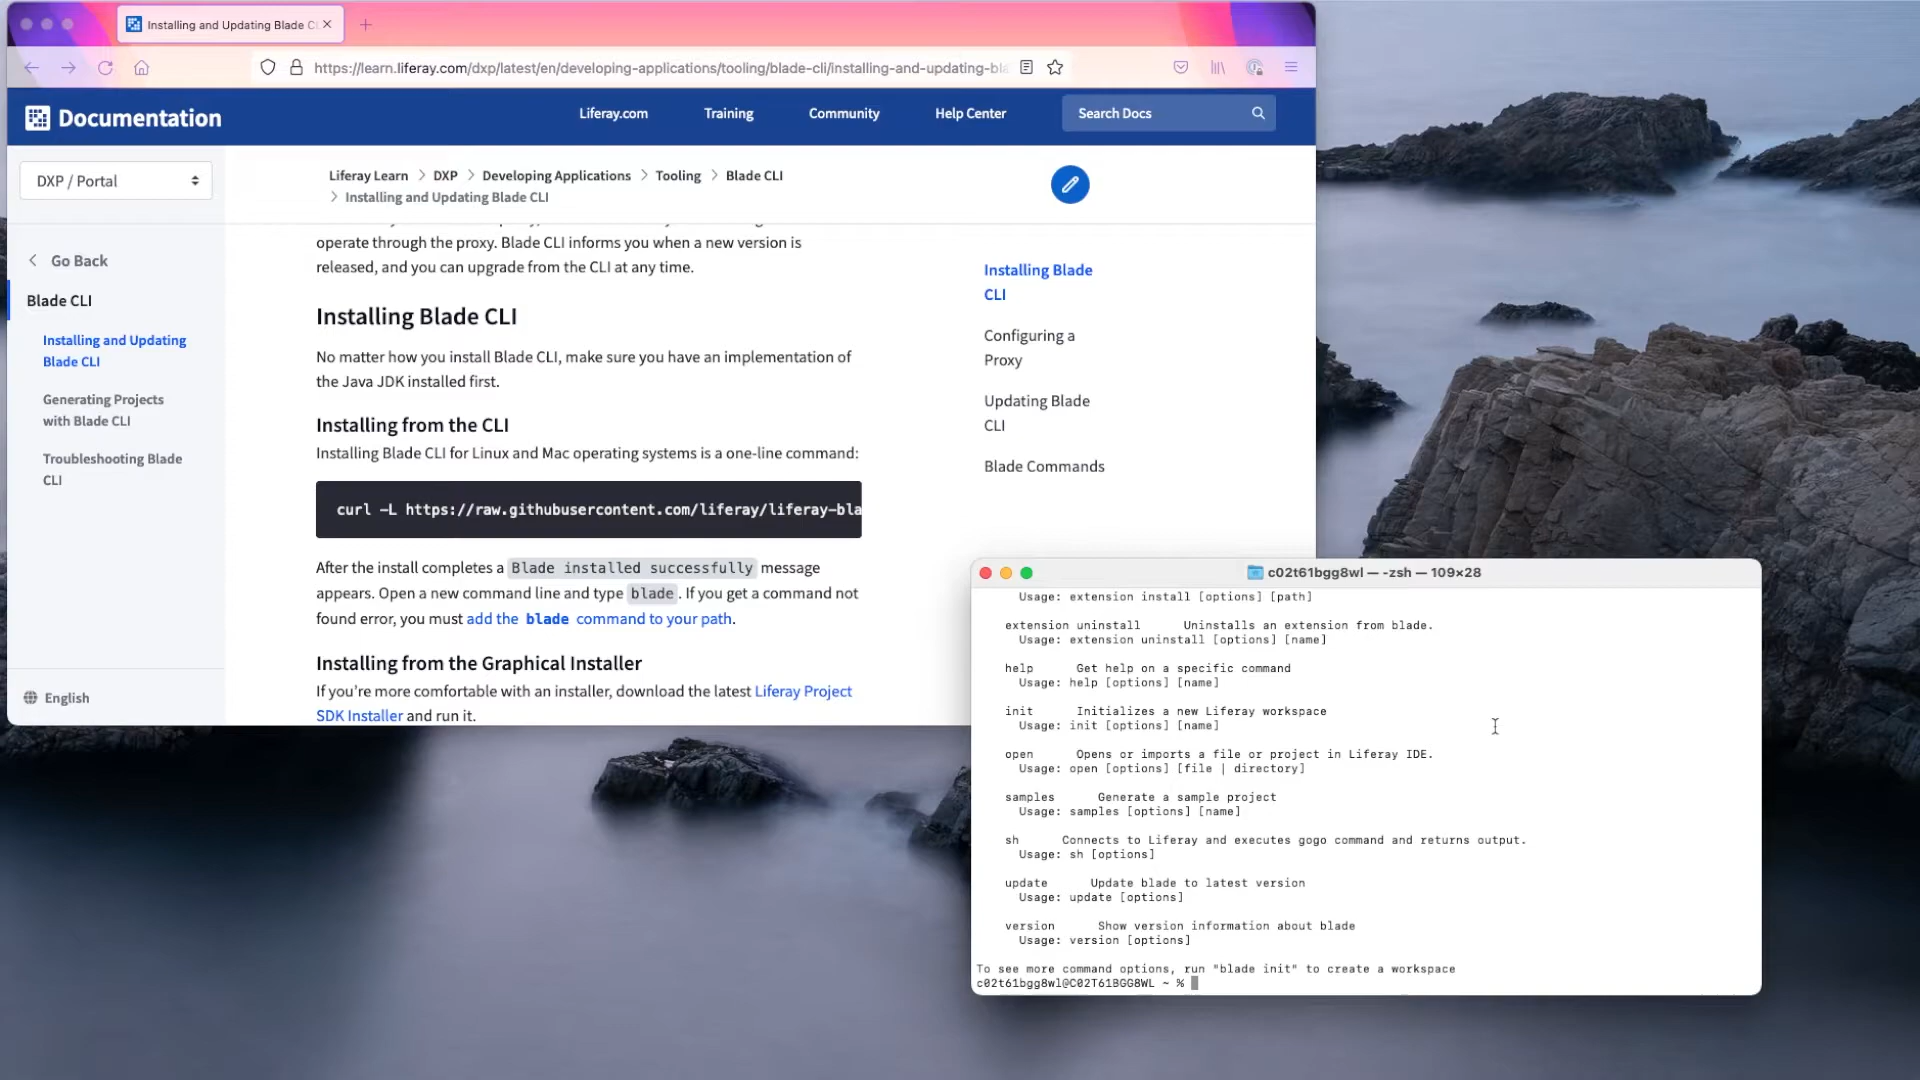 Installing and Updating Blade C
https://learn.liferay.com/dxp/latest/en/developing-applications/tooling/blade-cli/installing-and-updating-bla
Documentation
Liferay.com
Training
Community
Help Center
Search Docs
DXP / Portal
Liferay Learn > DXP > Developing Applications > Tooling > Blade CLI
> Installing and Updating Blade CLI
Go Back
Blade CLI
Installing and Updating
Blade CLI
Generating Projects
with Blade CLI
Troubleshooting Blade
CLI
English
operate through the proxy. Blade CLI informs you when a new version is
released, and you can upgrade from the CLI at any time.
Installing Blade CLI
No matter how you install Blade CLI, make sure you have an implementation of
the Java JDK installed first.
Installing from the CLI
Installing Blade CLI for Linux and Mac operating systems is a one-line command:
curl -L https://raw.githubusercontent.com/liferay/liferay-bla
After the install completes a Blade installed successfully message
appears. Open a new command line and type blade. If you get a command not
found error, you must add the blade command to your path.
Installing from the Graphical Installer
If you're more comfortable with an installer, download the latest Liferay Project
SDK Installer and run it.
Installing Blade
CLI
Configuring a
Proxy
Updating Blade
CLI
Blade Commands
c02t61bgg8wl — -zsh — 109×28
Usage: extension install [options] [path]
extension uninstall Uninstalls an extension from blade.
Usage: extension uninstall [options] [name]
help Get help on a specific command
Usage: help [options] [name]
init Initializes a new Liferay workspace
Usage: init [options] [name]
open Opens or imports a file or project in Liferay IDE.
Usage: open [options] [file | directory]
samples Generate a sample project
Usage: samples [options] [name]
sh Connects to Liferay and executes gogo command and returns output.
Usage: sh [options]
update Update blade to latest version
Usage: update [options]
version Show version information about blade
Usage: version [options]
To see more command options, run "blade init" to create a workspace
c02t61bgg8wl@C02T61BGG8WL ~ %